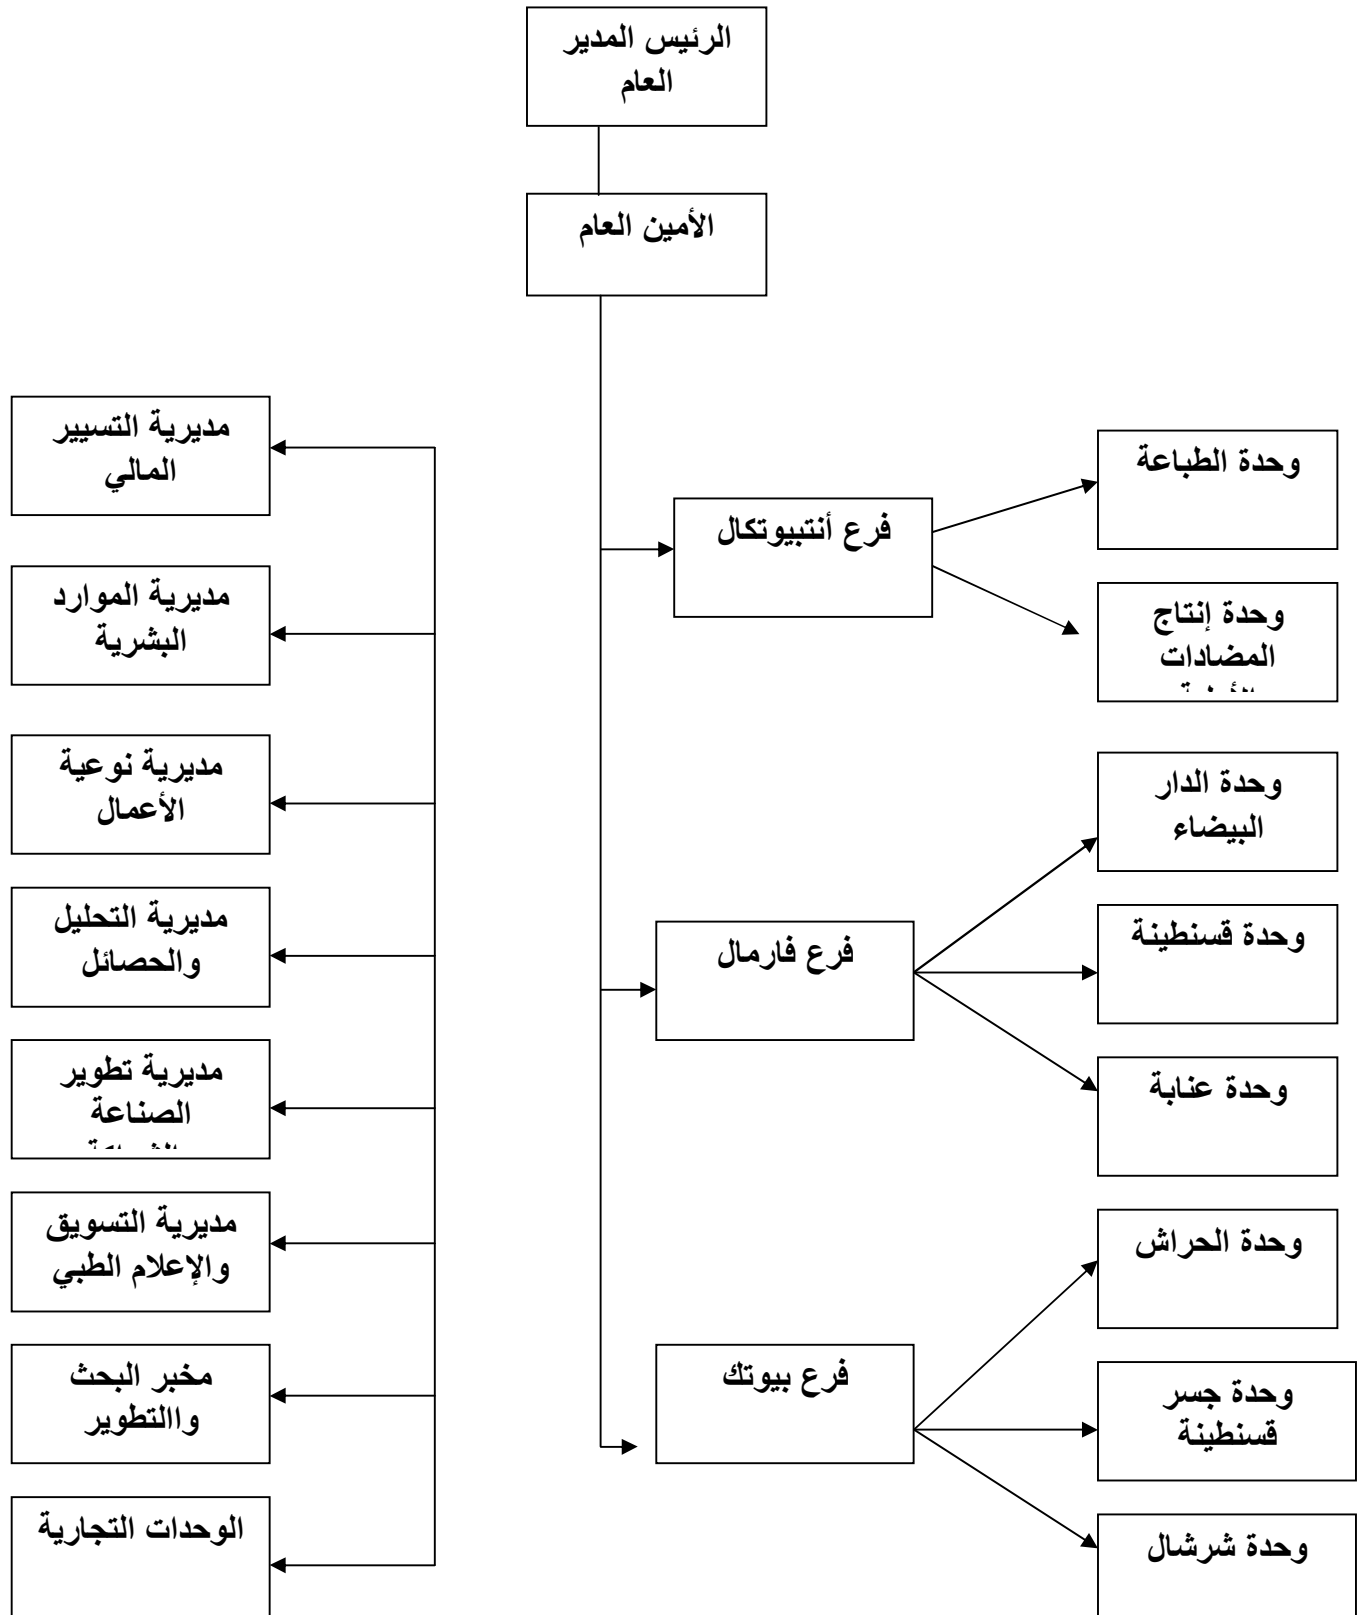 الرئيس المدير
العام
الأمين العام
وحدة الطباعة
فرع أنتبيوتكال
وحدة إنتاج
المضادات
وحدة الدار
البيضاء
فرع فارمال
وحدة قسنطينة
وحدة عنابة
وحدة الحراش
فرع بيوتك
وحدة جسر
قسنطينة
وحدة شرشال
مديرية التسيير
المالي
مديرية الموارد
البشرية
مديرية نوعية
الأعمال
مديرية التحليل
والحصائل
مديرية تطوير
الصناعة
مديرية التسويق
والإعلام الطبي
مخبر البحث
واالتطوير
الوحدات التجارية